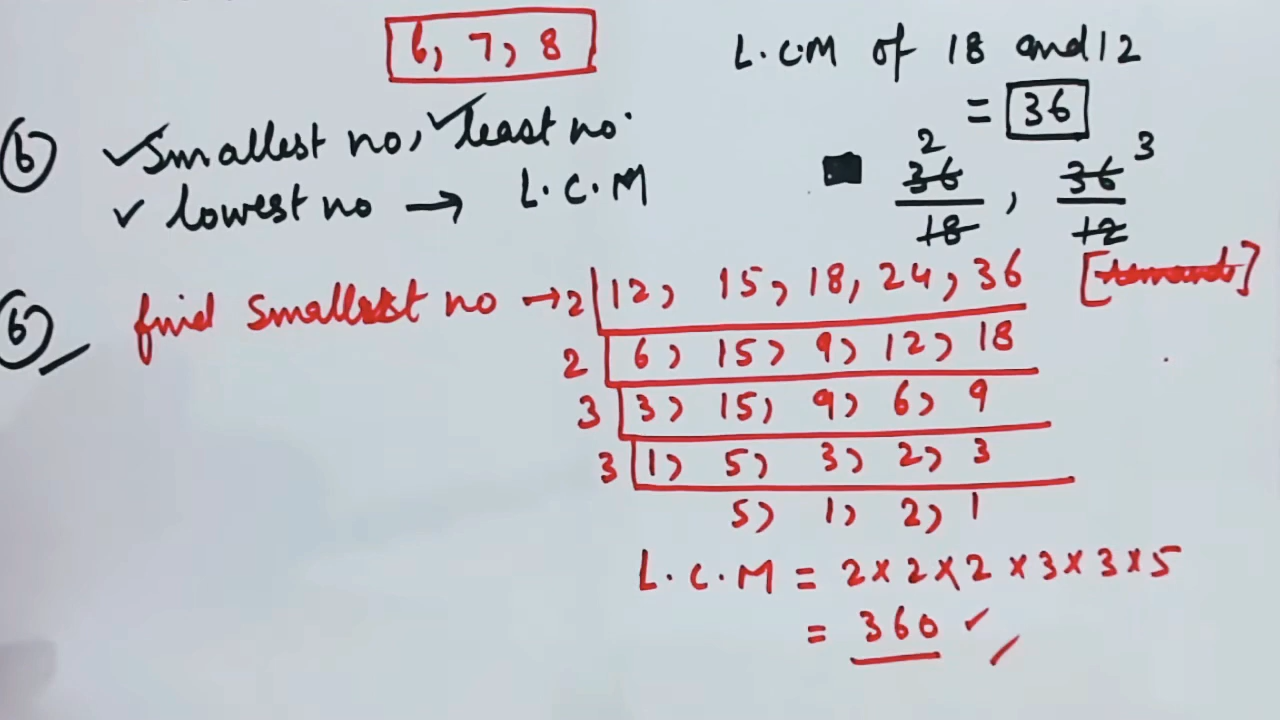 6, 7, 8
L.C.M of 18 and 12
= 36
2 3
36/18 , 36/12
6 ✓Smallest no, ✓least no.
✓ lowest no → L.C.M
6 find Smallest no → 2 | 12, 15, 18, 24, 36
2 | 6, 15, 9, 12, 18
3 | 3, 15, 9, 6, 9
3 | 1, 5, 3, 2, 3
5, 1, 2, 1
L.C.M = 2×2×2×3×3×5
= 360 ✓